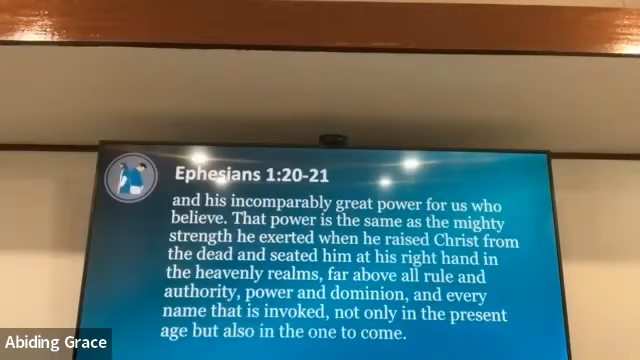 Ephesians 1:20-21
and his incomparably great power for us who
believe. That power is the same as the mighty
strength he exerted when he raised Christ from
the dead and seated him at his right hand in
the heavenly realms, far above all rule and
authority, power and dominion, and every
name that is invoked, not only in the present
age but also in the one to come.
Abiding Grace